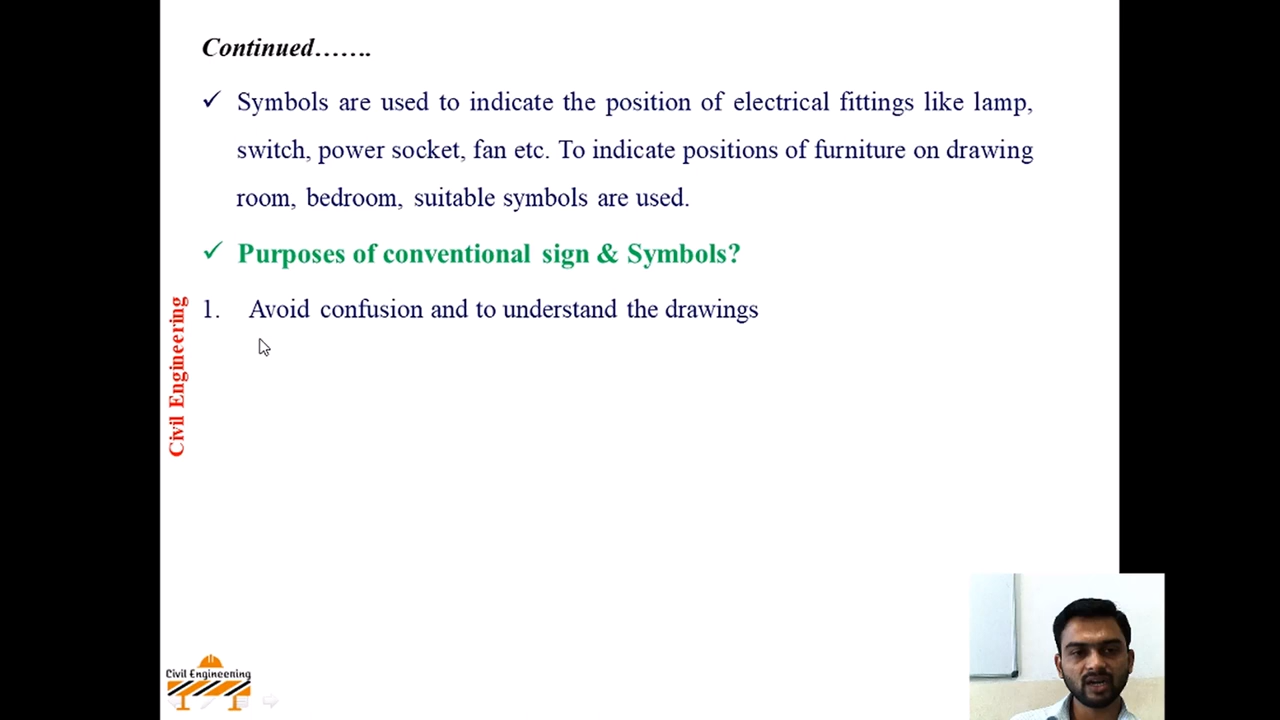 Continued…….
✓ Symbols are used to indicate the position of electrical fittings like lamp,
switch, power socket, fan etc. To indicate positions of furniture on drawing
room, bedroom, suitable symbols are used.
✓ Purposes of conventional sign & Symbols?
1. Avoid confusion and to understand the drawings
Civil Engineering
Civil Engineering